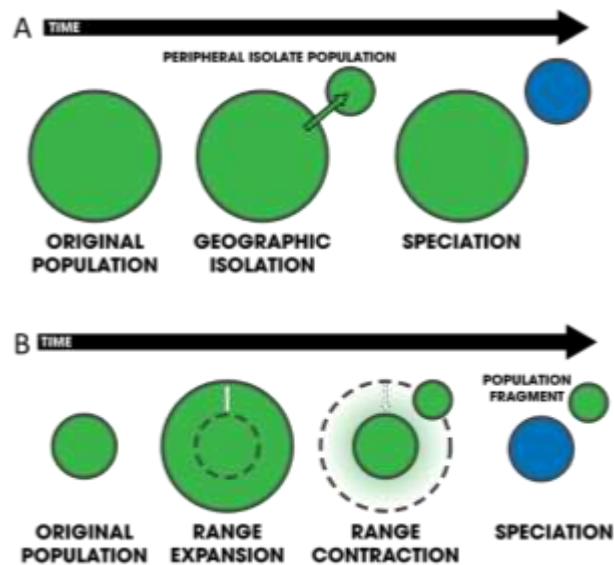 A
TIME
PERIPHERAL ISOLATE POPULATION
ORIGINAL
POPULATION
GEOGRAPHIC
ISOLATION
SPECIATION
B
TIME
POPULATION
FRAGMENT
ORIGINAL
POPULATION
RANGE
EXPANSION
RANGE
CONTRACTION
SPECIATION